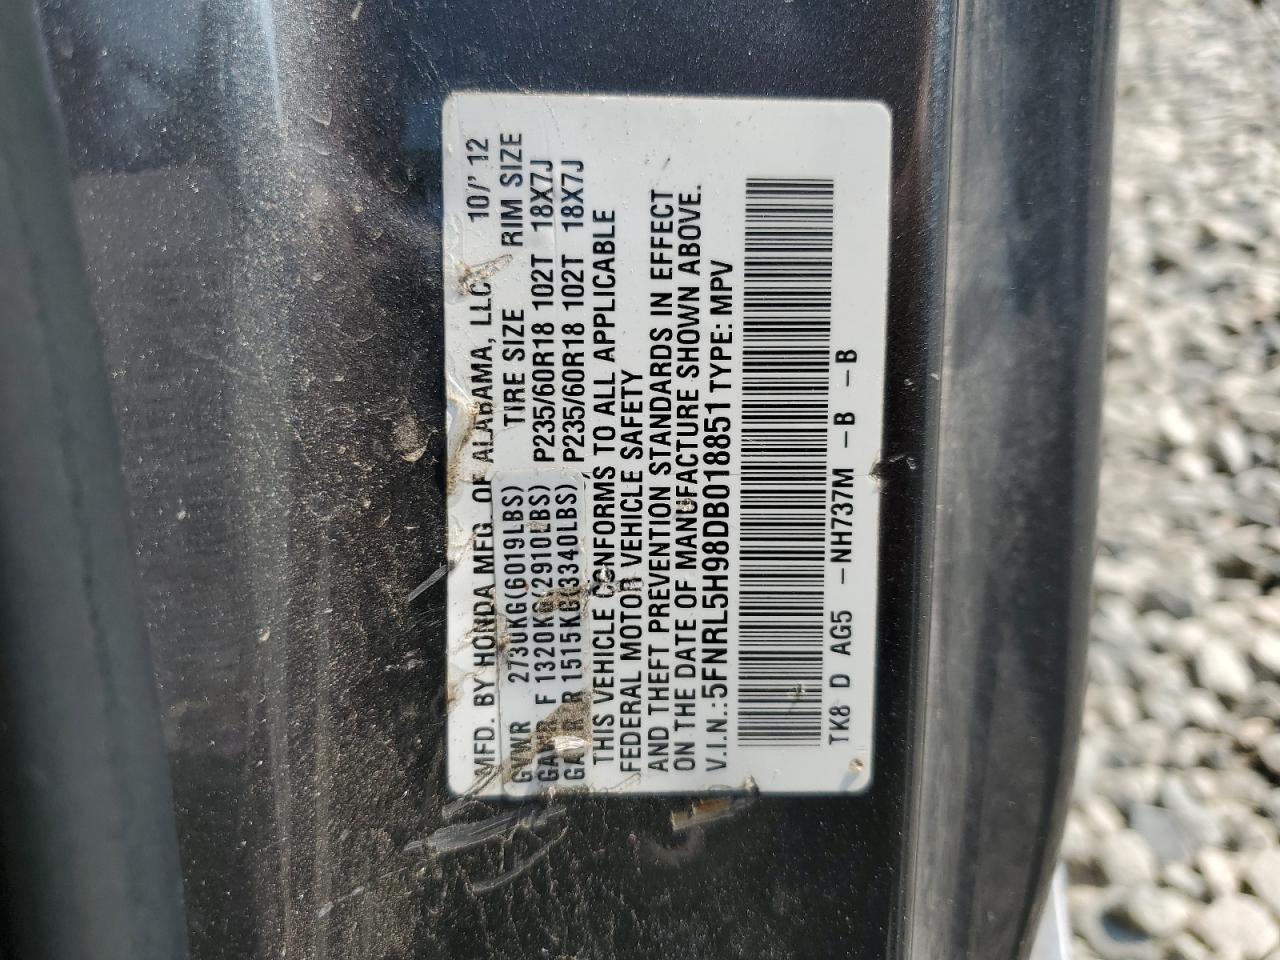 MFD. BY HONDA MFG. OF ALABAMA, LLC 10/'12
GVWR 2730KG(6019LBS) TIRE SIZE RIM SIZE
GAWR F 1320KG(2910LBS) P235/60R18 102T 18X7J
GAWR R 1515KG(3340LBS) P235/60R18 102T 18X7J
THIS VEHICLE CONFORMS TO ALL APPLICABLE
FEDERAL MOTOR VEHICLE SAFETY
AND THEFT PREVENTION STANDARDS IN EFFECT
ON THE DATE OF MANUFACTURE SHOWN ABOVE.
V.I.N.:5FNRL5H98DB018851 TYPE: MPV
TK8 D AG5 -NH737M -B -B